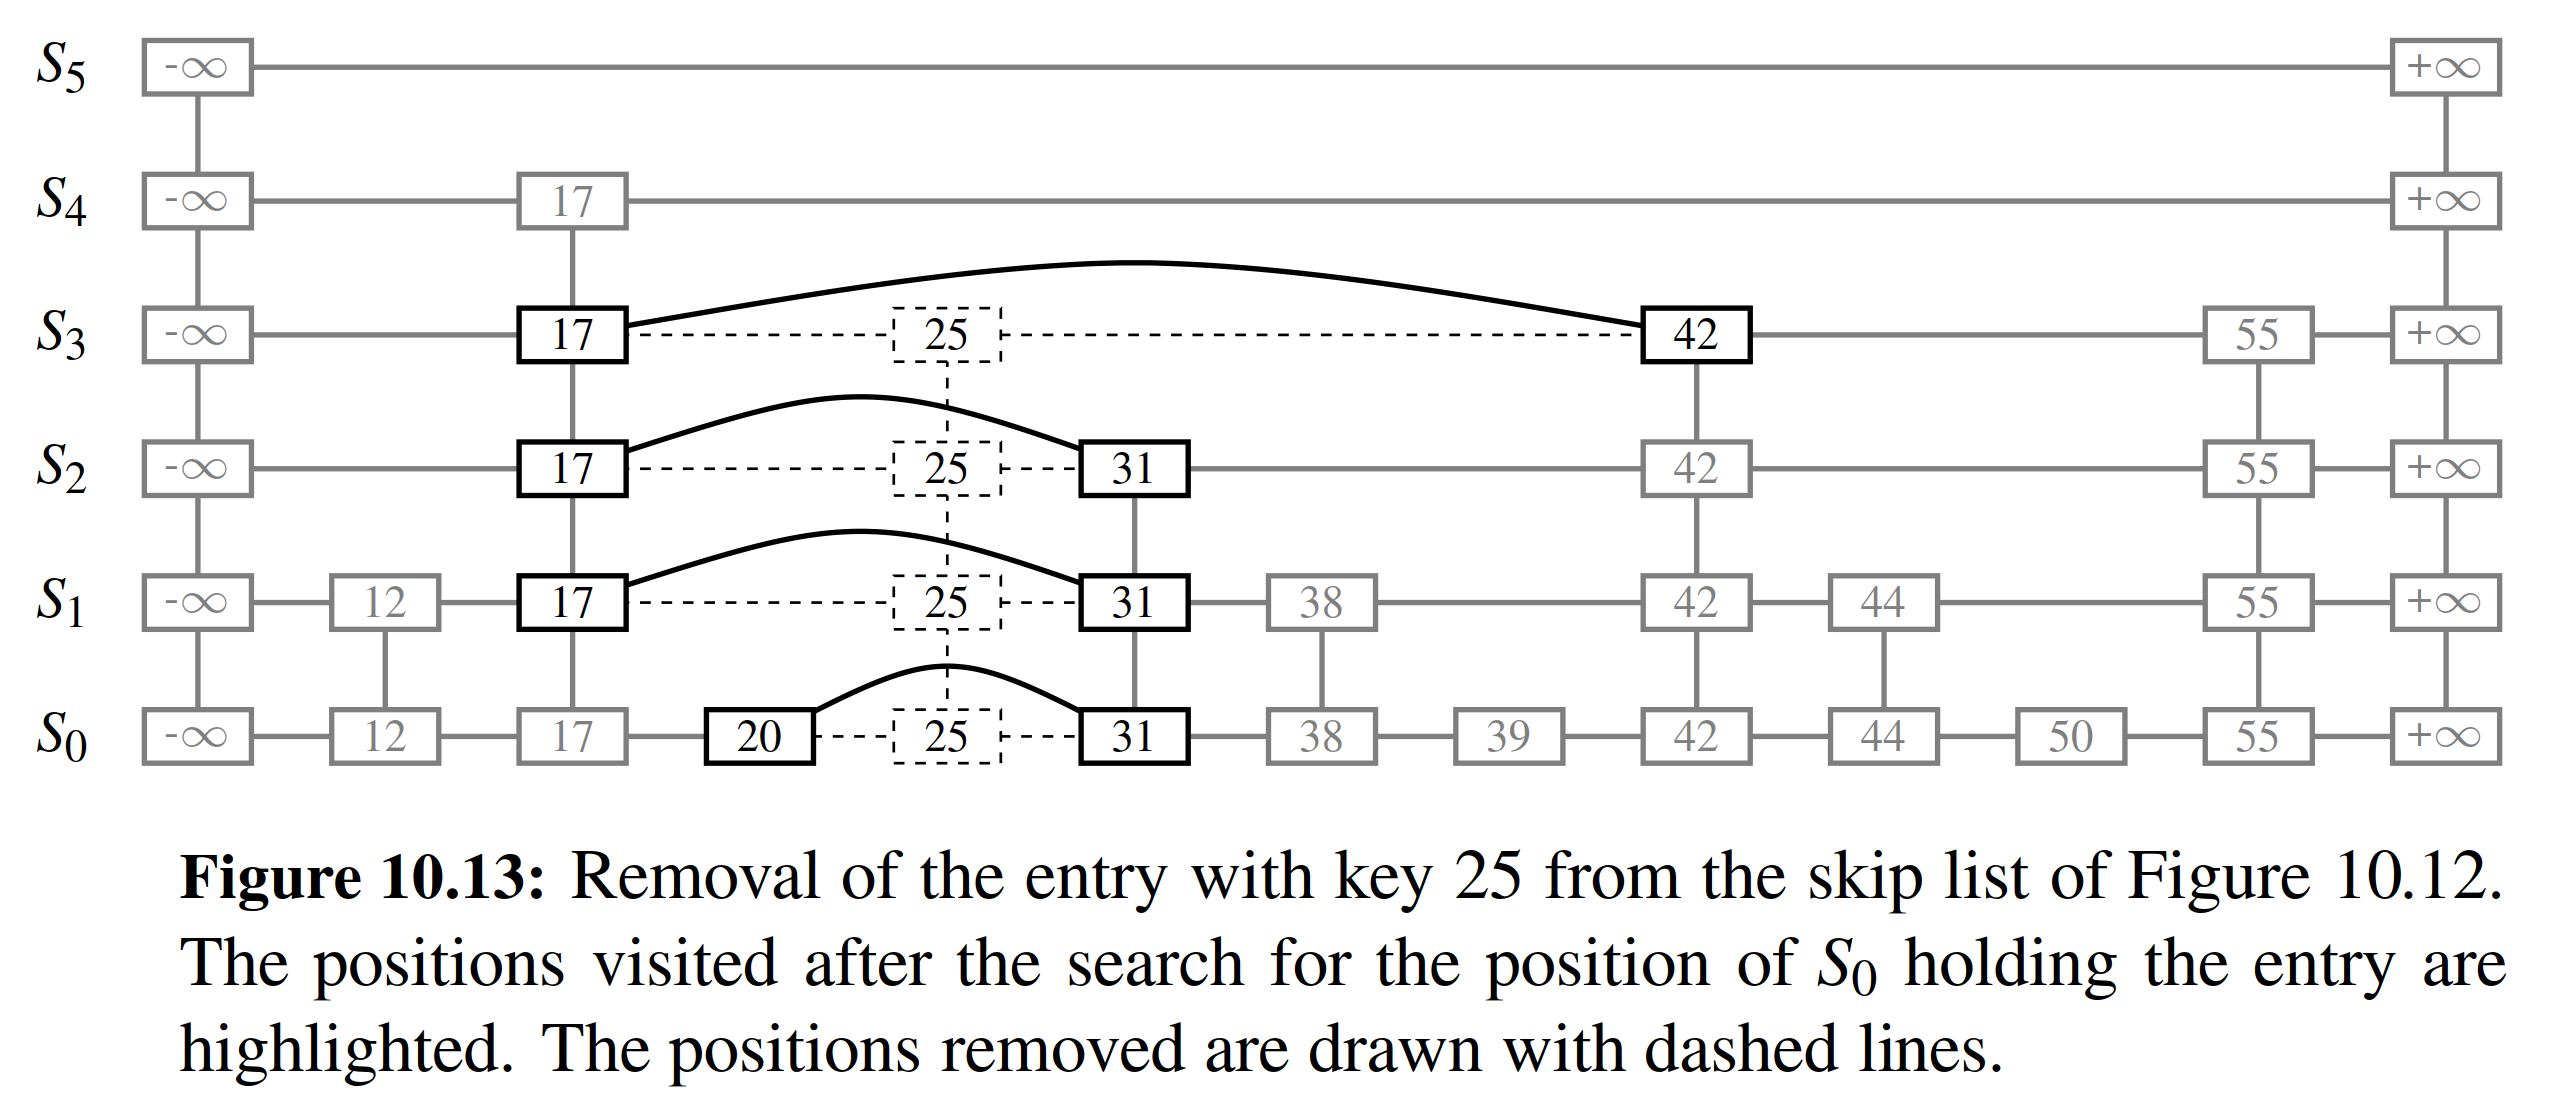 S5 -∞ +∞
S4 -∞ 17 +∞
S3 -∞ 17 25 42 55 +∞
S2 -∞ 17 25 31 42 55 +∞
S1 -∞ 12 17 25 31 38 42 44 55 +∞
S0 -∞ 12 17 20 25 31 38 39 42 44 50 55 +∞
Figure 10.13: Removal of the entry with key 25 from the skip list of Figure 10.12.
The positions visited after the search for the position of S0 holding the entry are
highlighted. The positions removed are drawn with dashed lines.